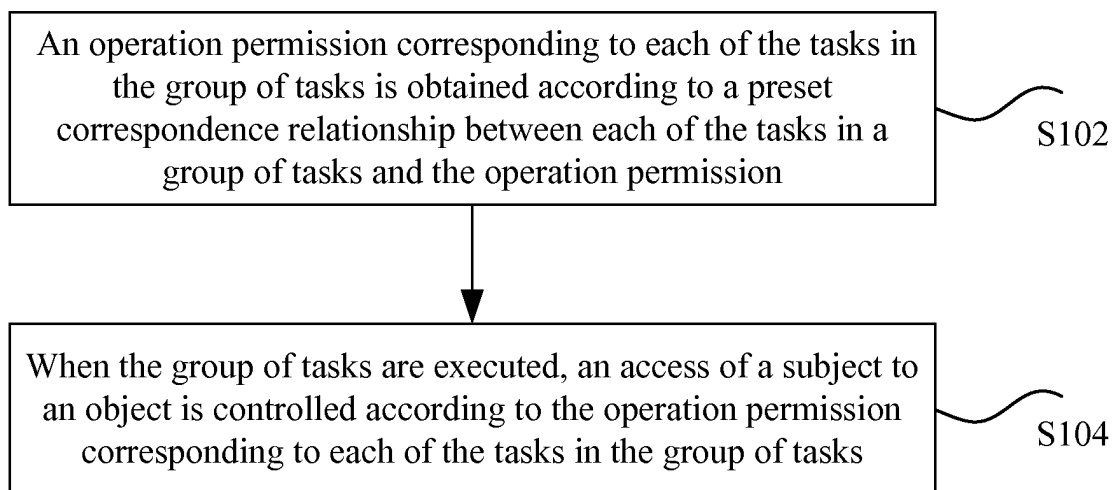 An operation permission corresponding to each of the tasks in
the group of tasks is obtained according to a preset
correspondence relationship between each of the tasks in a
group of tasks and the operation permission
S102
When the group of tasks are executed, an access of a subject to
an object is controlled according to the operation permission
corresponding to each of the tasks in the group of tasks
S104